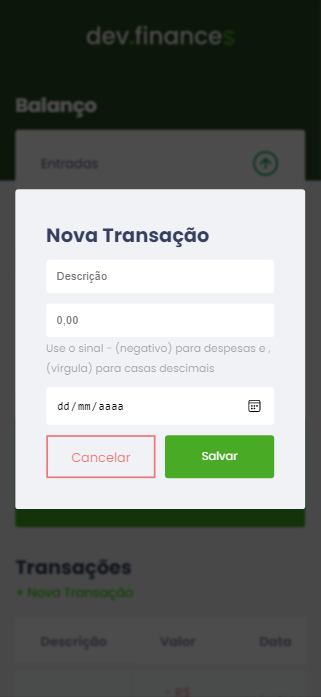 dev.finance$
Balanço
Entradas
Nova Transação
Descrição
0,00
Use o sinal - (negativo) para despesas e ,
(virgula) para casas descimais
dd/mm/aaaa
Cancelar
Salvar
Transações
+ Nova Transação
Descrição Valor Data
- R$